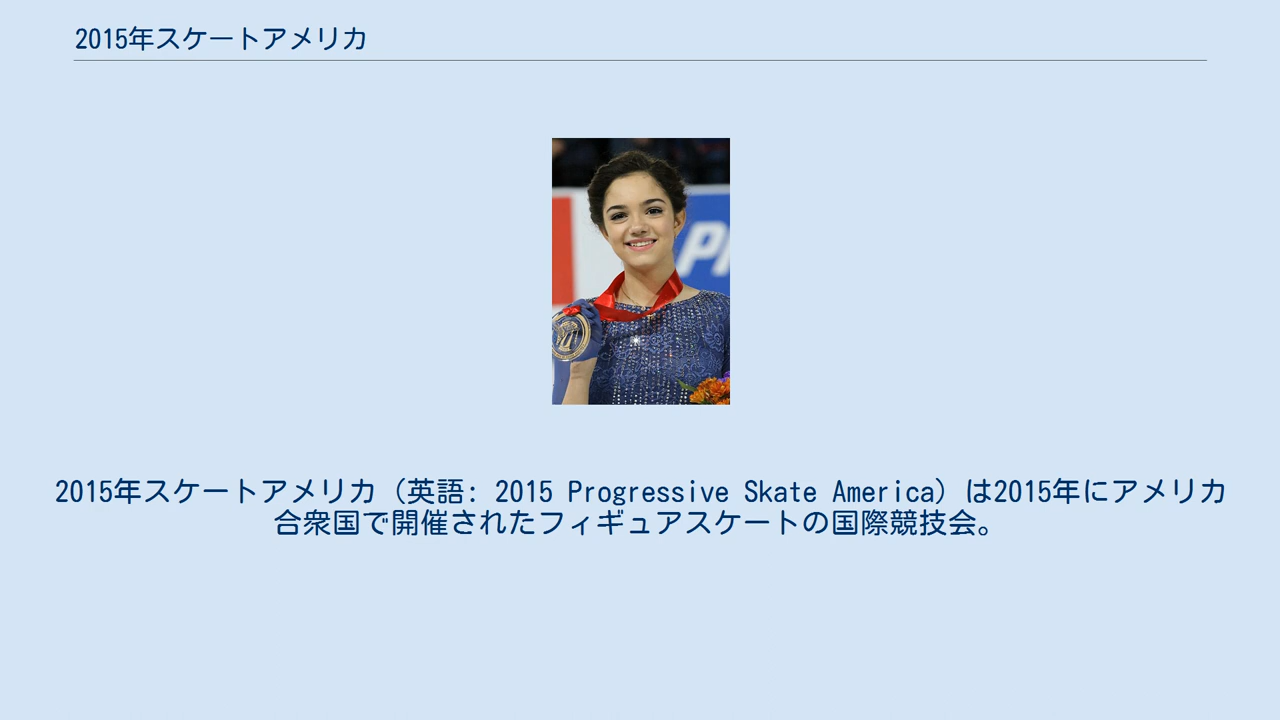 2015年スケートアメリカ
2015年スケートアメリカ（英語: 2015 Progressive Skate America）は2015年にアメリカ
合衆国で開催されたフィギュアスケートの国際競技会。